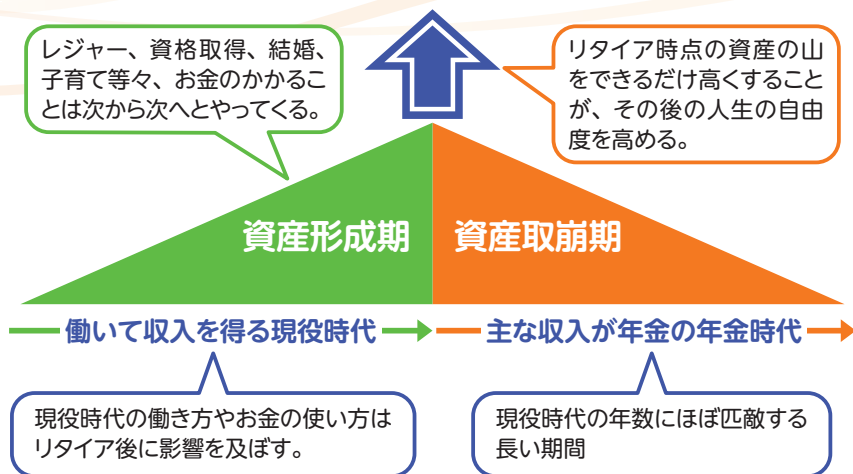 レジャー、資格取得、結婚、
子育て等々、お金のかかるこ
とは次から次へとやってくる。
リタイア時点の資産の山
をできるだけ高くすること
が、その後の人生の自由
度を高める。
資産形成期
資産取崩期
働いて収入を得る現役時代
主な収入が年金の年金時代
現役時代の働き方やお金の使い方は
リタイア後に影響を及ぼす。
現役時代の年数にほぼ匹敵する
長い期間